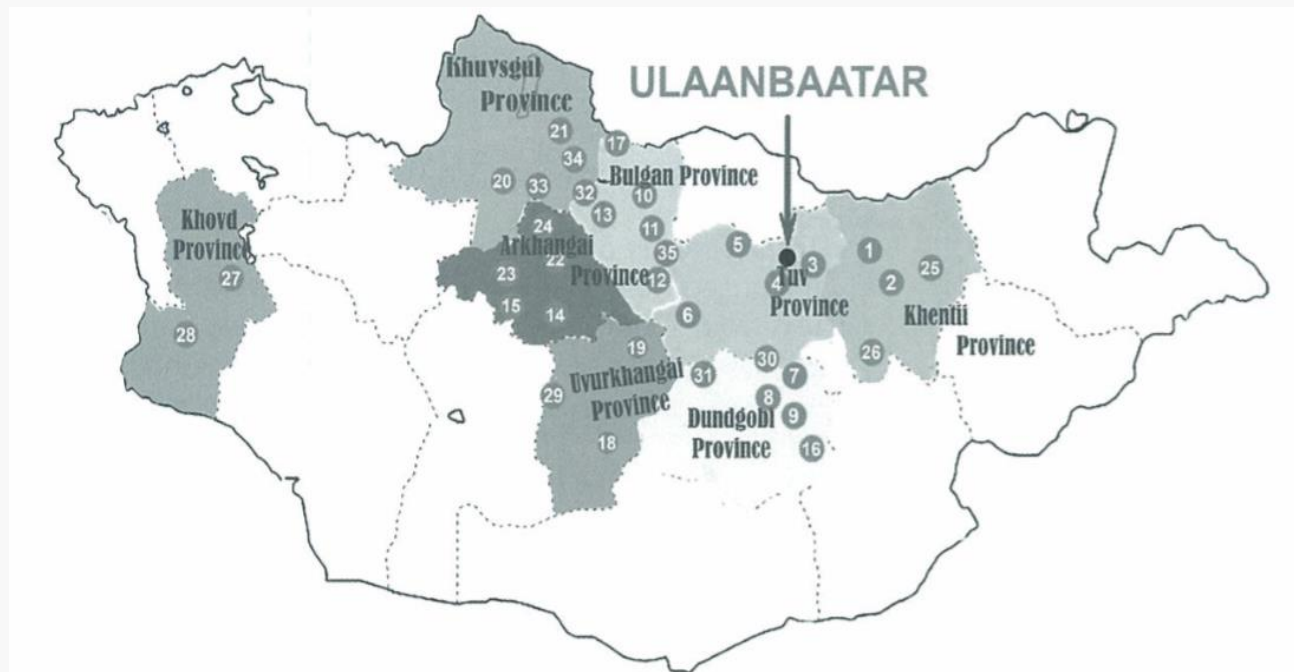 Khuvsgul
Province
ULAANBAATAR
21
17
34
Bulgan Province
20
33
32
10
13
Khovd
Province
24
11
5
1
Arkhangai
35
3
25
22
23
Province
12
4
Tuv
2
27
Province
15
14
6
Khentii
28
Province
19
30
26
Uvurkhangai
31
7
29
Province
8
Dundgobi
9
18
Province
16